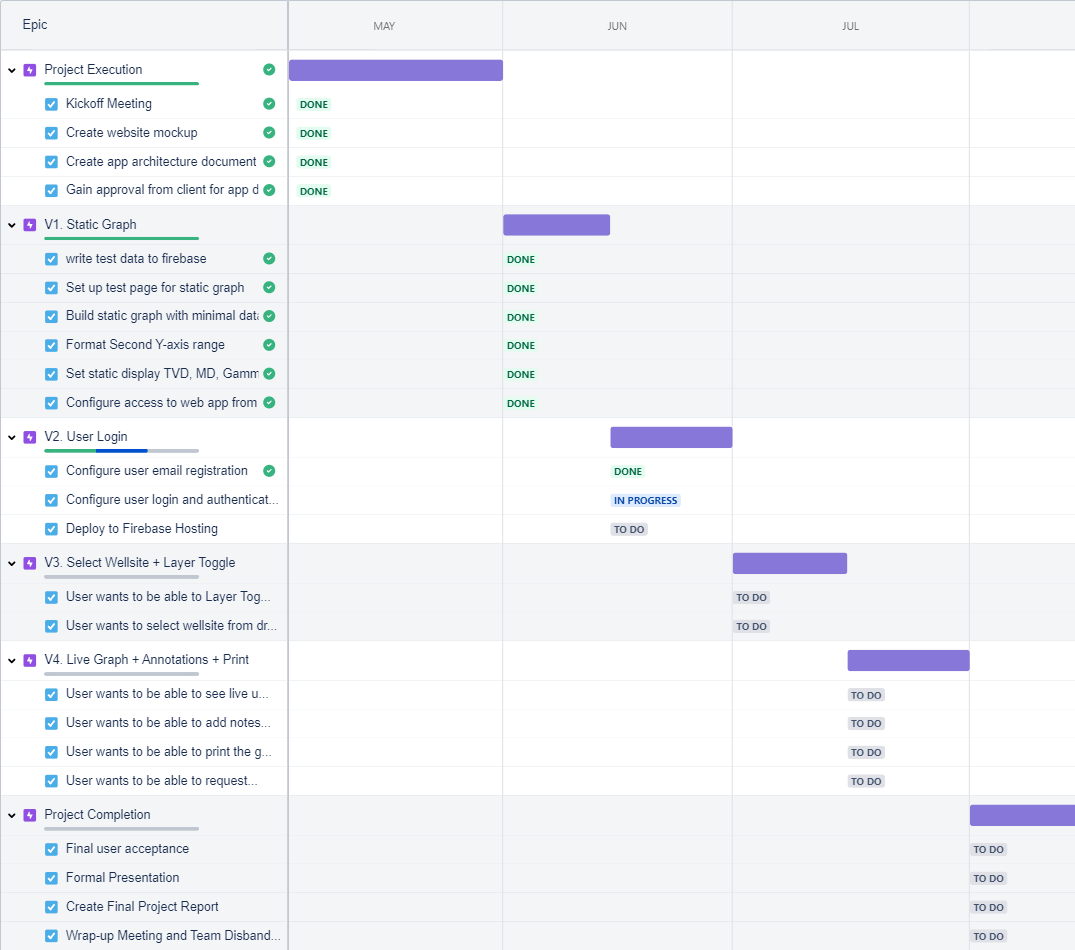 Epic MAY JUN JUL
Project Execution
Kickoff Meeting DONE
Create website mockup DONE
Create app architecture document DONE
Gain approval from client for app d DONE
V1. Static Graph
write test data to firebase DONE
Set up test page for static graph DONE
Build static graph with minimal data DONE
Format Second Y-axis range DONE
Set static display TVD, MD, Gamm DONE
Configure access to web app from DONE
V2. User Login
Configure user email registration DONE
Configure user login and authenticat... IN PROGRESS
Deploy to Firebase Hosting TO DO
V3. Select Wellsite + Layer Toggle
User wants to be able to Layer Tog... TO DO
User wants to select wellsite from dr... TO DO
V4. Live Graph + Annotations + Print
User wants to be able to see live u... TO DO
User wants to be able to add notes... TO DO
User wants to be able to print the g... TO DO
User wants to be able to request... TO DO
Project Completion
Final user acceptance TO DO
Formal Presentation TO DO
Create Final Project Report TO DO
Wrap-up Meeting and Team Disband... TO DO